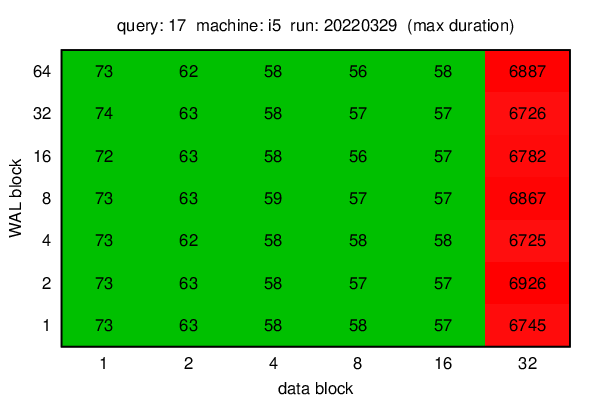 query: 17 machine: i5 run: 20220329 (max duration)
64 73 62 58 56 58 6887
32 74 63 58 57 57 6726
16 72 63 58 56 57 6782
8 73 63 59 57 57 6867
4 73 62 58 58 58 6725
2 73 63 58 57 57 6926
1 73 63 58 58 57 6745
WAL block
1 2 4 8 16 32
data block